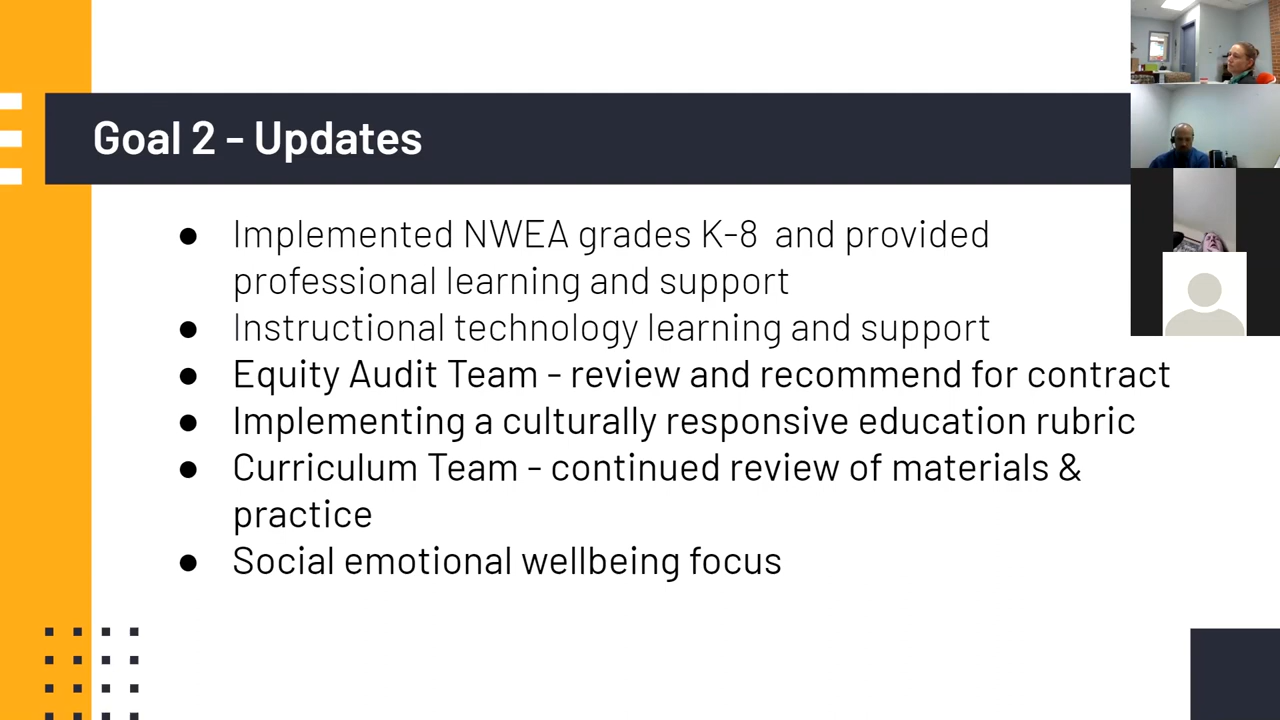 Goal 2 - Updates
● Implemented NWEA grades K-8 and provided
professional learning and support
● Instructional technology learning and support
● Equity Audit Team - review and recommend for contract
● Implementing a culturally responsive education rubric
● Curriculum Team - continued review of materials &
practice
● Social emotional wellbeing focus